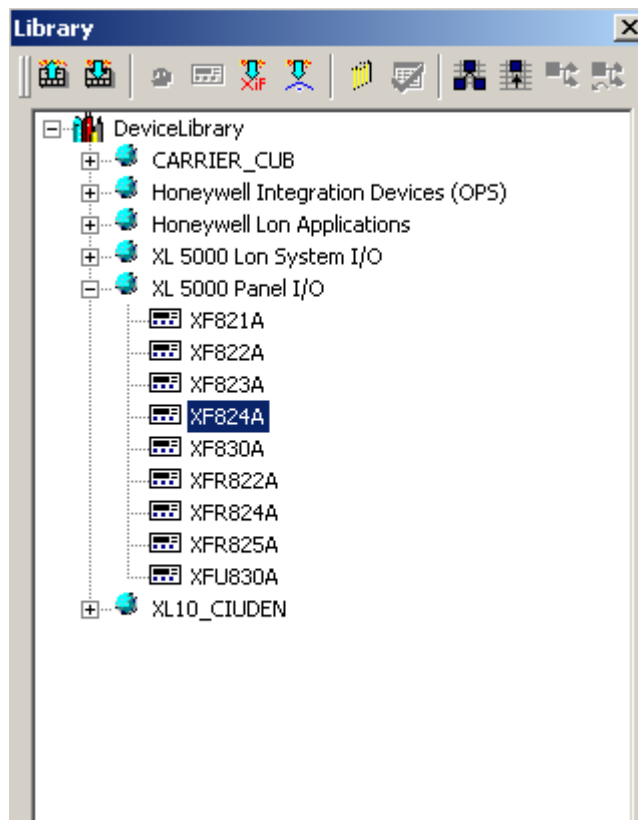 Library
XiF
DeviceLibrary
CARRIER_CUB
Honeywell Integration Devices (OPS)
Honeywell Lon Applications
XL 5000 Lon System I/O
XL 5000 Panel I/O
XF821A
XF822A
XF823A
XF824A
XF830A
XFR822A
XFR824A
XFR825A
XFU830A
XL10_CIUDEN